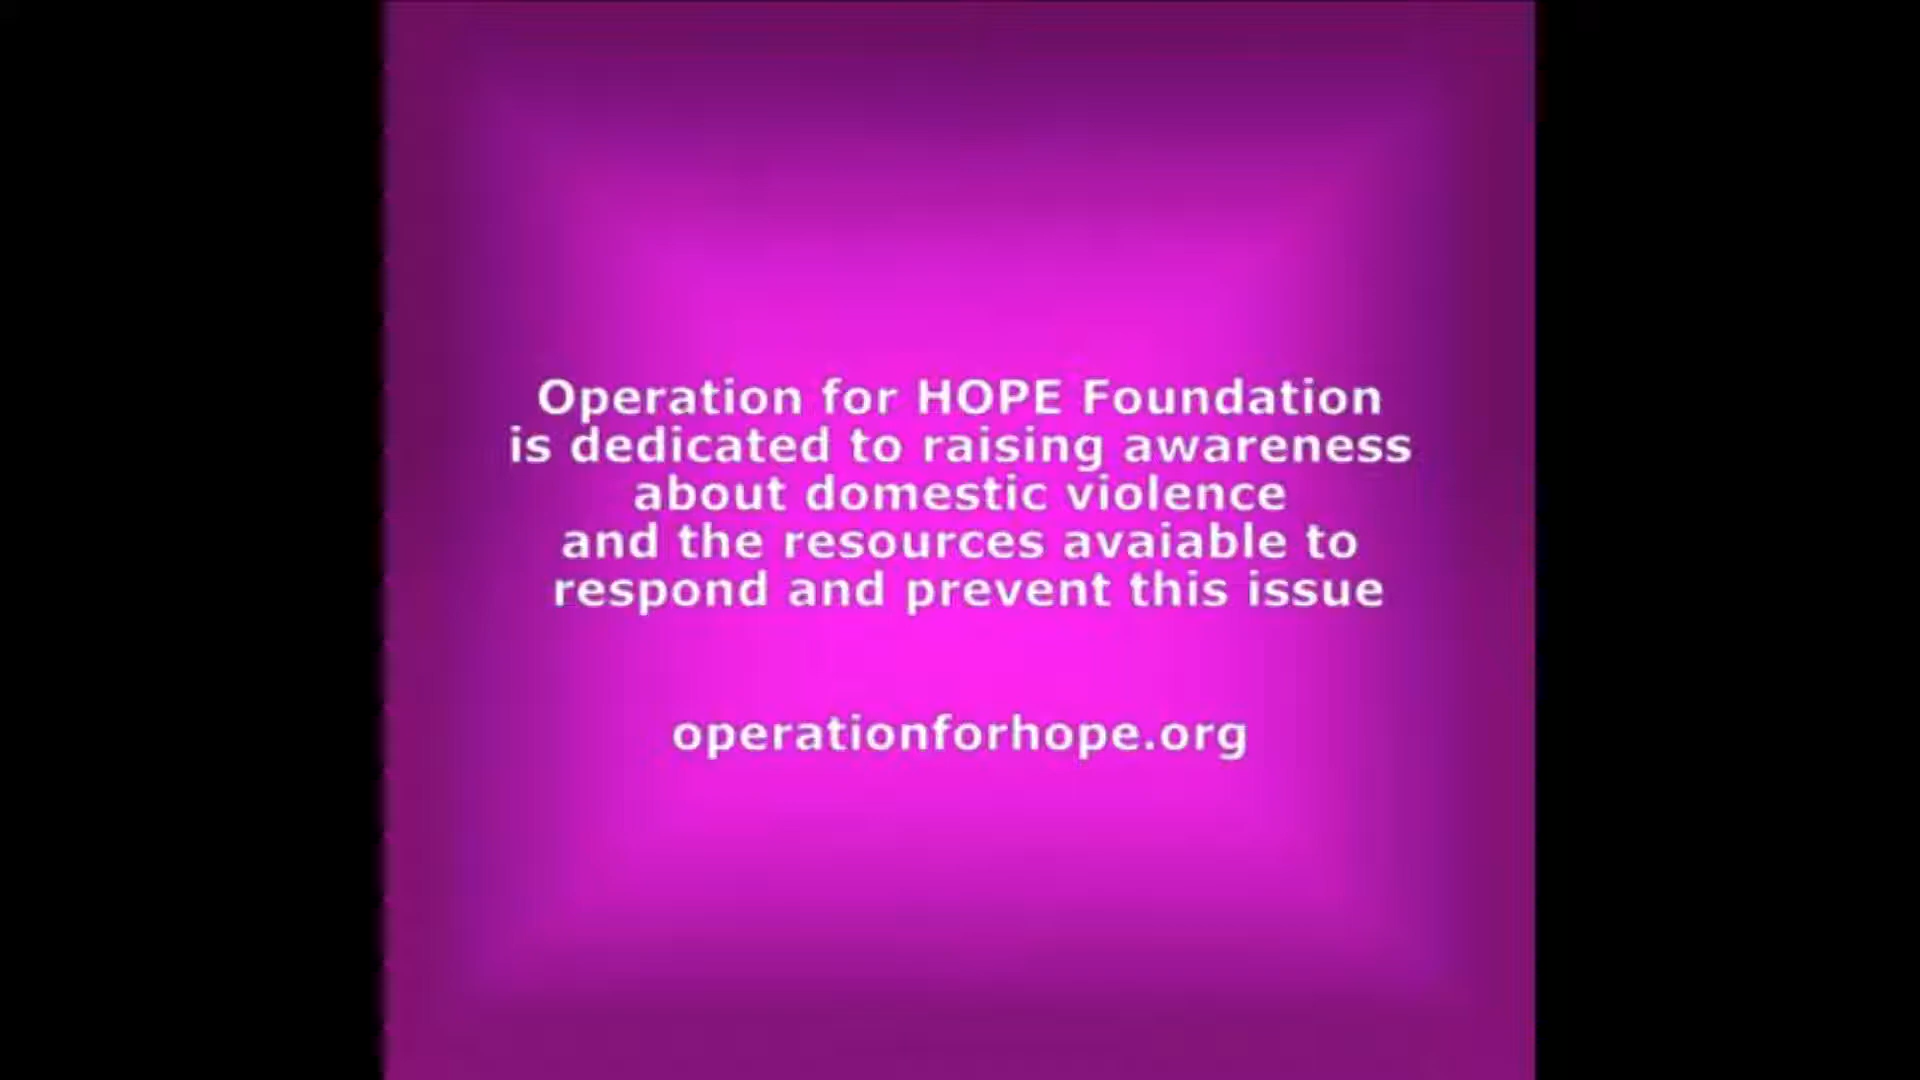 Operation for HOPE Foundation
is dedicated to raising awareness
about domestic violence
and the resources avaiable to
respond and prevent this issue
operationforhope.org